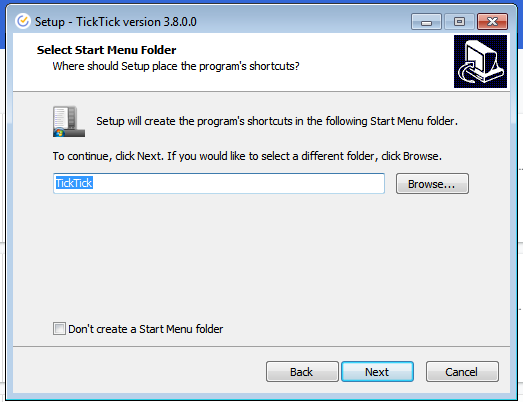 Setup - TickTick version 3.8.0.0
Select Start Menu Folder
Where should Setup place the program's shortcuts?
Setup will create the program's shortcuts in the following Start Menu folder.
To continue, click Next. If you would like to select a different folder, click Browse.
TickTick
Browse...
Don't create a Start Menu folder
Back
Next
Cancel